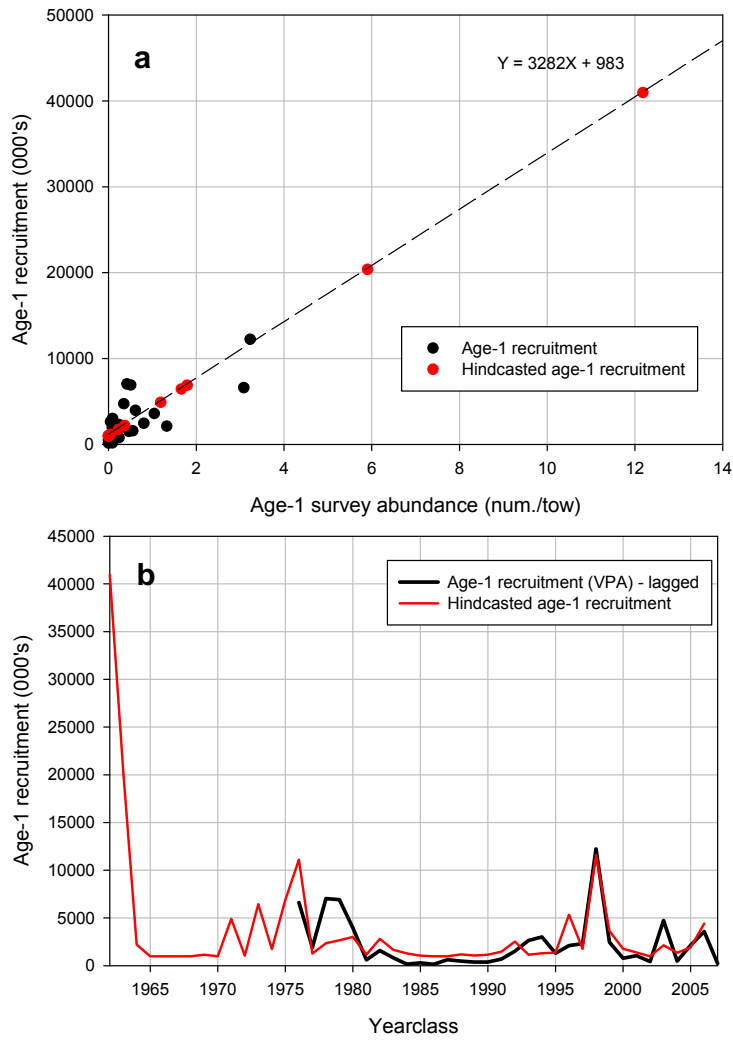 a
Y = 3282X + 983
50000
40000
30000
20000
10000
0
Age-1 recruitment (000's)
Age-1 recruitment
Hindcasted age-1 recruitment
0 2 4 6 8 10 12 14
Age-1 survey abundance (num./tow)
b
45000
40000
35000
30000
25000
20000
15000
10000
5000
0
Age-1 recruitment (000's)
Age-1 recruitment (VPA) - lagged
Hindcasted age-1 recruitment
1965 1970 1975 1980 1985 1990 1995 2000 2005
Yearclass